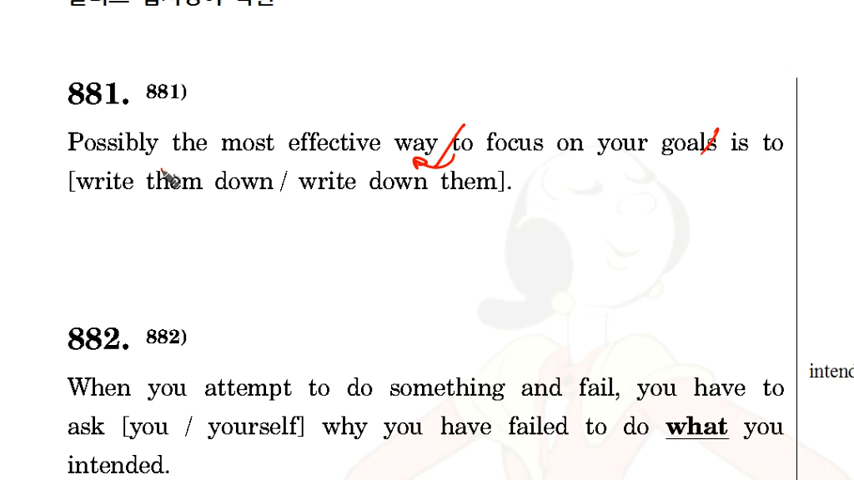 881. 881)
Possibly the most effective way to focus on your goals is to
[write them down / write down them].
882. 882)
When you attempt to do something and fail, you have to
ask [you / yourself] why you have failed to do what you
intended.